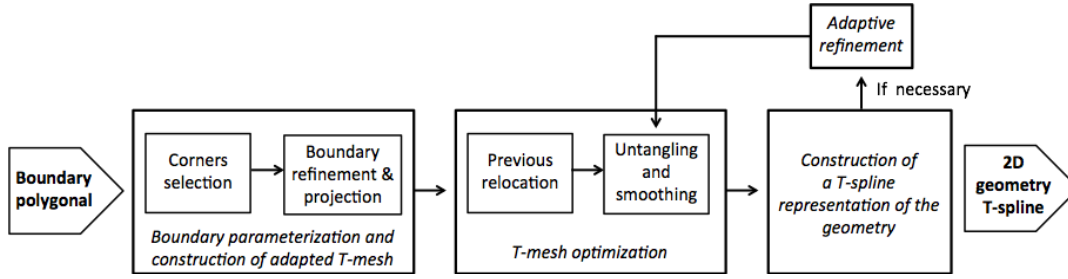 Adaptive
refinement
If necessary
Boundary
polygonal
Corners
selection
Boundary
refinement &
projection
Boundary parameterization and
construction of adapted T-mesh
Previous
relocation
Untangling
and
smoothing
T-mesh optimization
Construction of
a T-spline
representation of the
geometry
2D
geometry
T-spline